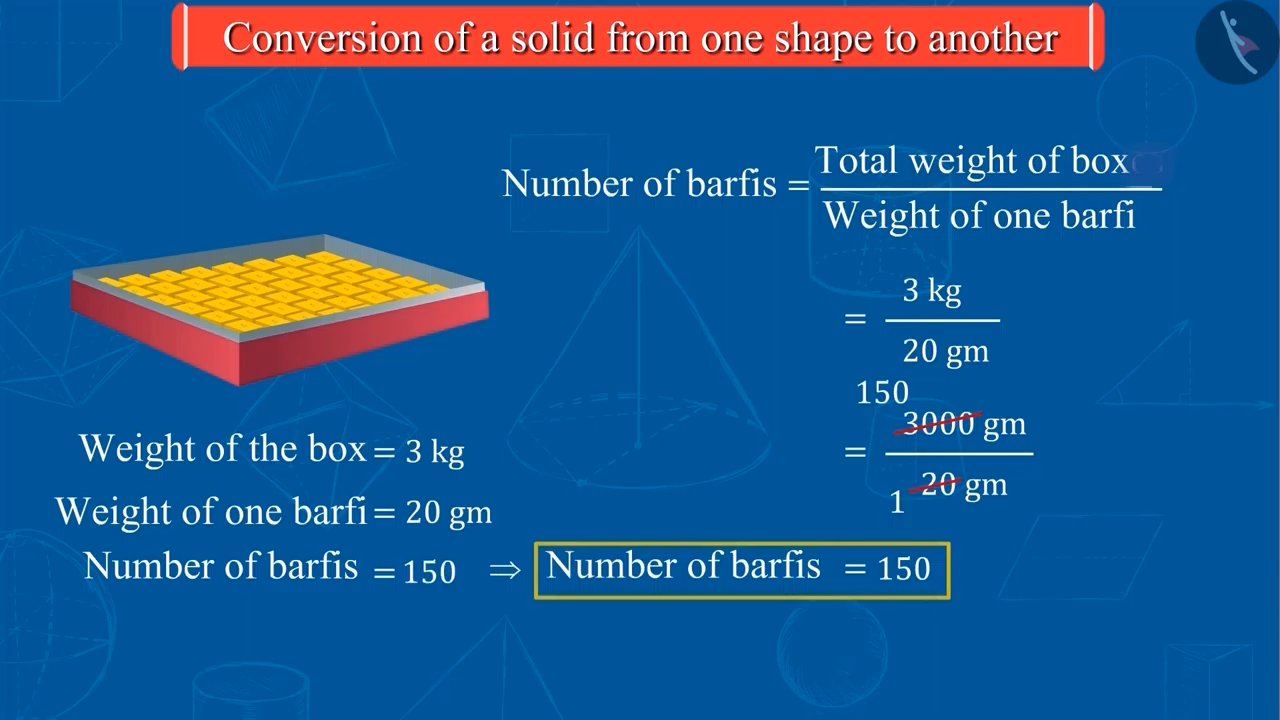 Conversion of a solid from one shape to another
Number of barfis = Total weight of box
Weight of one barfi
= 3 kg
20 gm
150
= 3000 gm
1 20 gm
Weight of the box = 3 kg
Weight of one barfi = 20 gm
Number of barfis = 150 ⇒ Number of barfis = 150